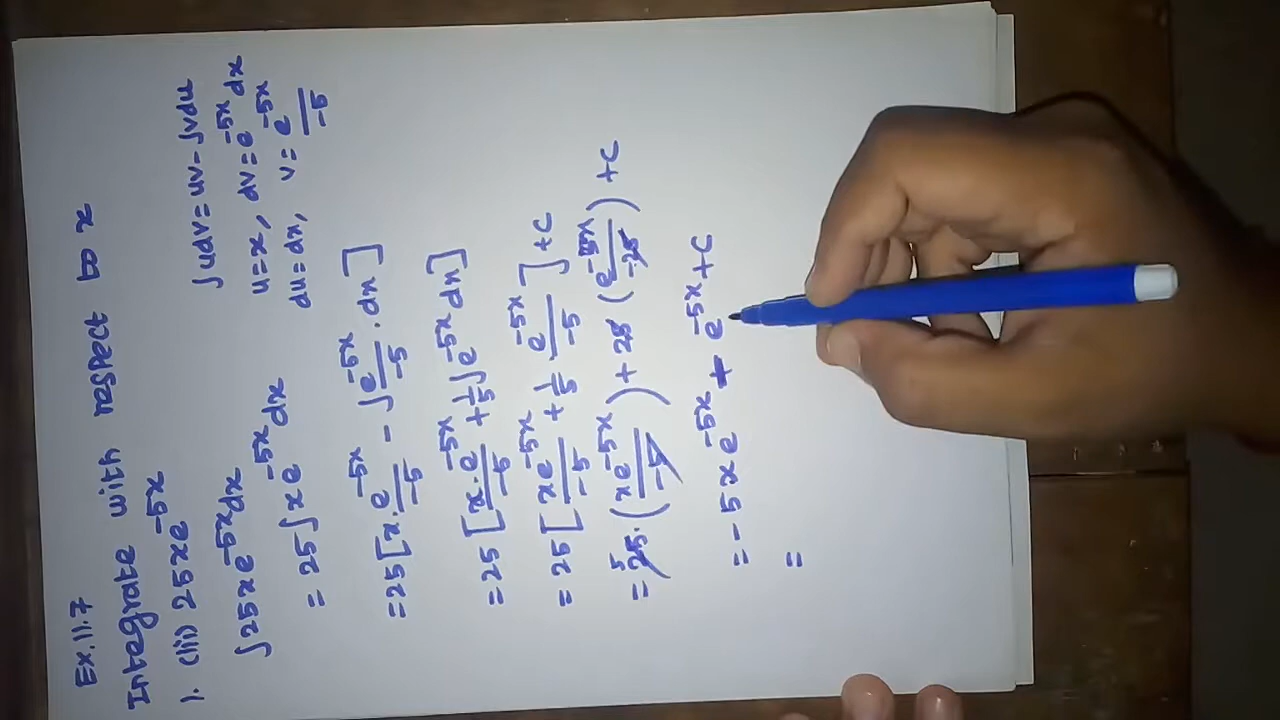 Ex.11.7
Integrate with respect to x
1. (iii) 25xe^{-5x}
∫25xe^{-5x}dx
= 25∫xe^{-5x}dx
∫udv = uv - ∫vdu
u = x, dv = e^{-5x}dx
du = dx, v = e^{-5x}/-5
= 25[x.e^{-5x}/-5 - ∫e^{-5x}/-5 . dx]
= 25[x.e^{-5x}/-5 + 1/5∫e^{-5x}dx]
= 25[xe^{-5x}/-5 + 1/5 e^{-5x}/-5] + c
= 25.(xe^{-5x}/-5) + 25(e^{-5x}/-25) + c
= -5xe^{-5x} - e^{-5x} + c
=